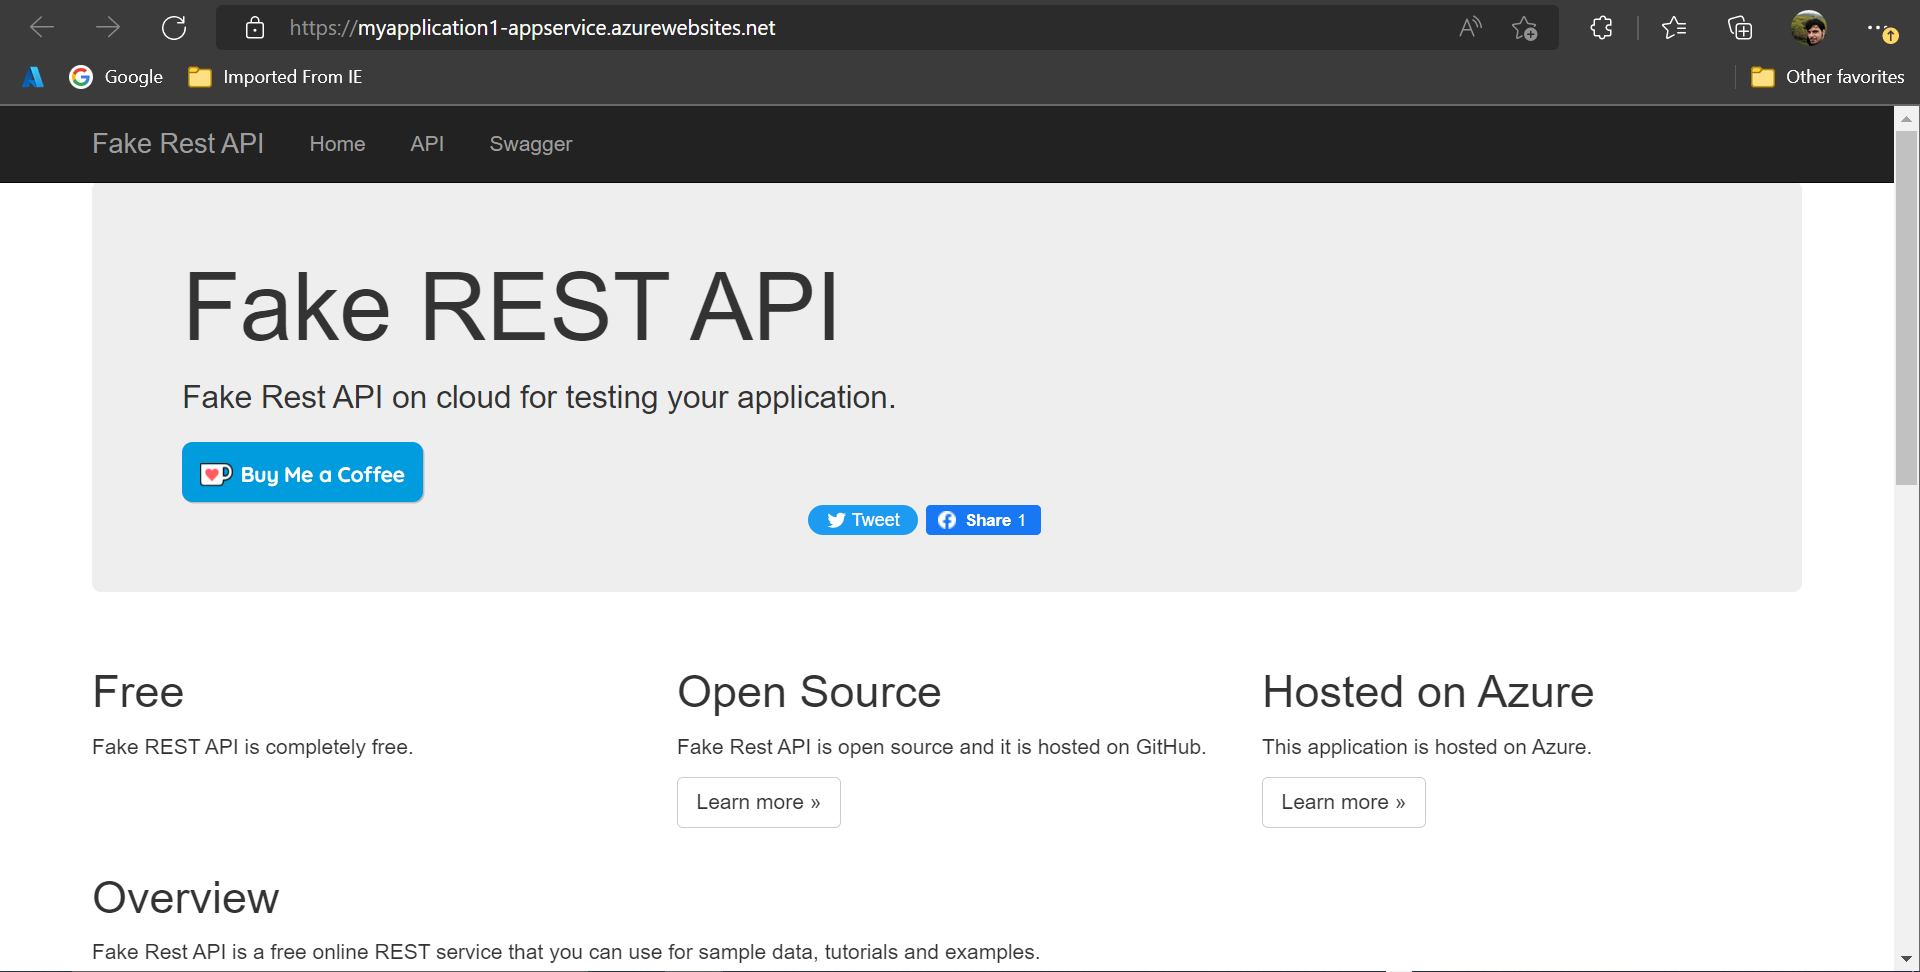 https://myapplication1-appservice.azurewebsites.net
Google Imported From IE Other favorites
Fake Rest API Home API Swagger
Fake REST API
Fake Rest API on cloud for testing your application.
Buy Me a Coffee
Tweet Share 1
Free Open Source Hosted on Azure
Fake REST API is completely free. Fake Rest API is open source and it is hosted on GitHub. This application is hosted on Azure.
Learn more » Learn more »
Overview
Fake Rest API is a free online REST service that you can use for sample data, tutorials and examples.